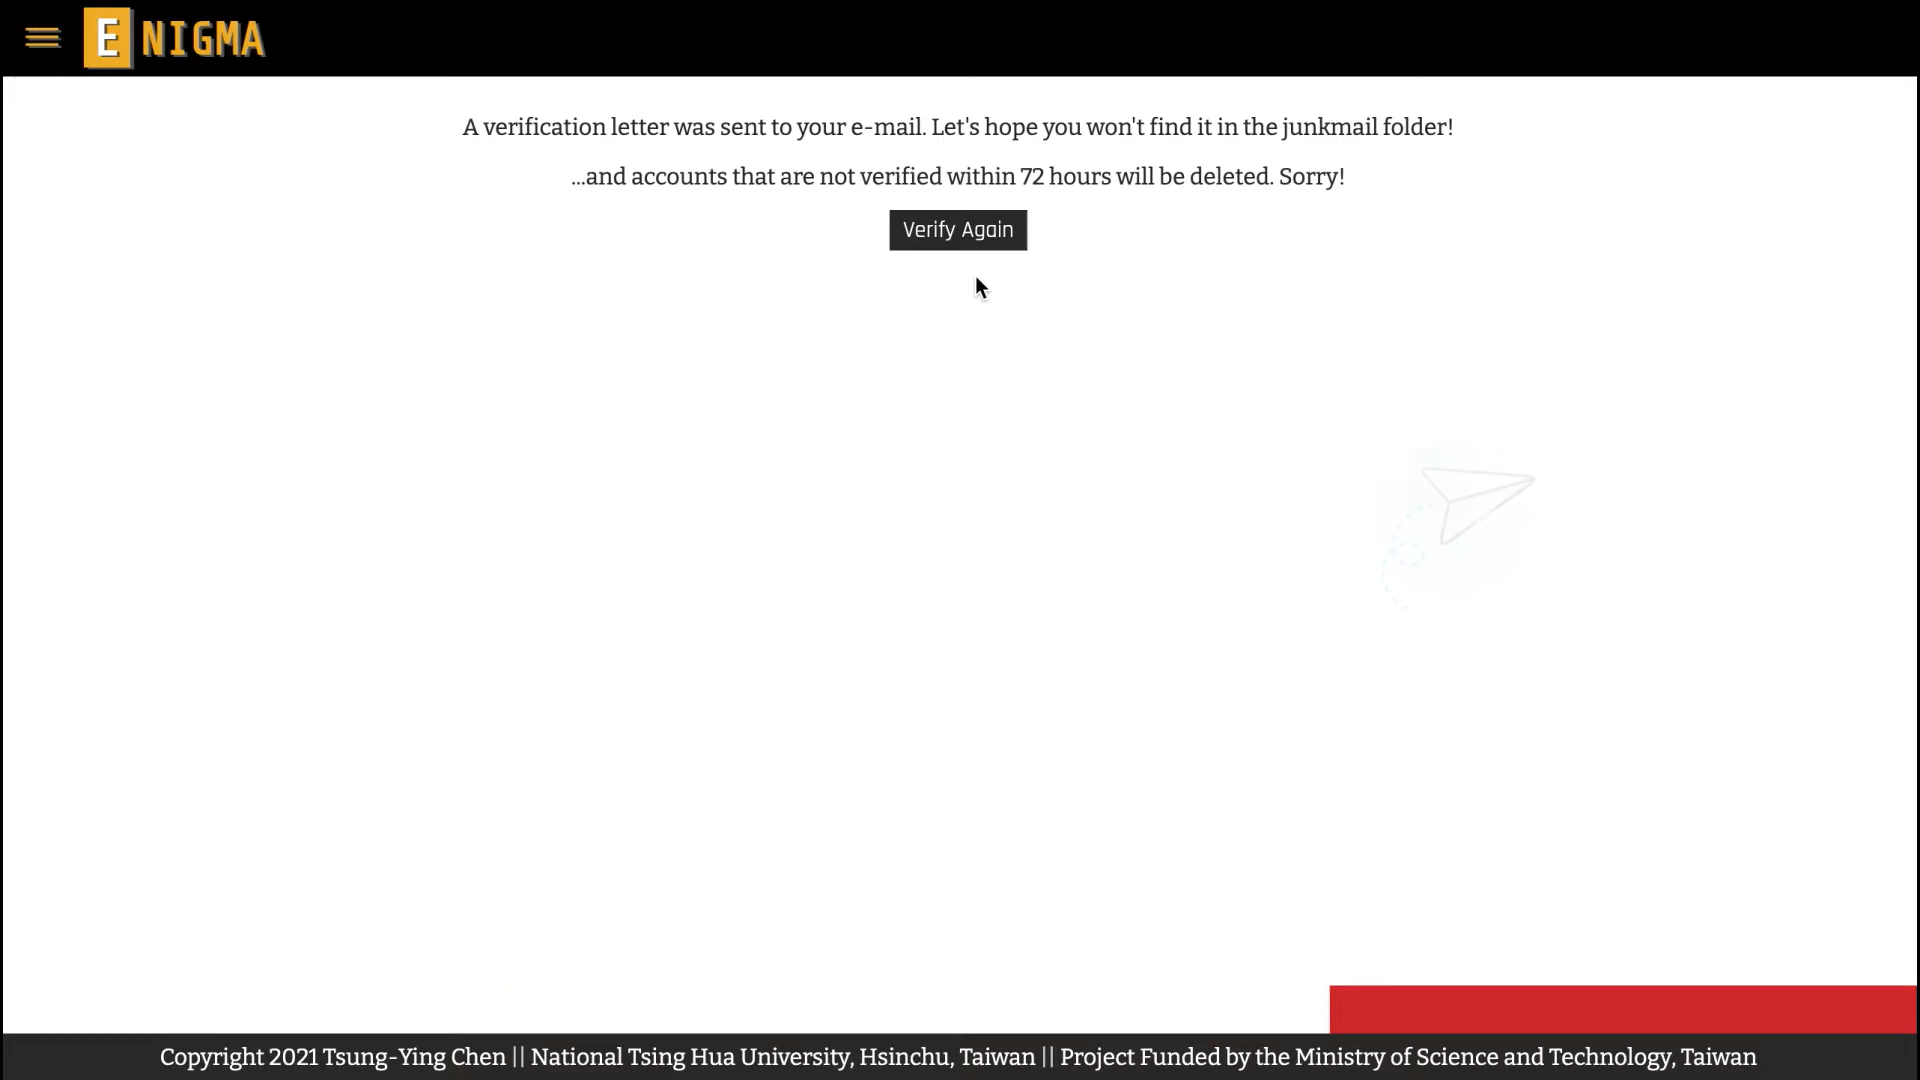 ENIGMA
A verification letter was sent to your e-mail. Let's hope you won't find it in the junkmail folder!
...and accounts that are not verified within 72 hours will be deleted. Sorry!
Verify Again
Copyright 2021 Tsung-Ying Chen || National Tsing Hua University, Hsinchu, Taiwan || Project Funded by the Ministry of Science and Technology, Taiwan